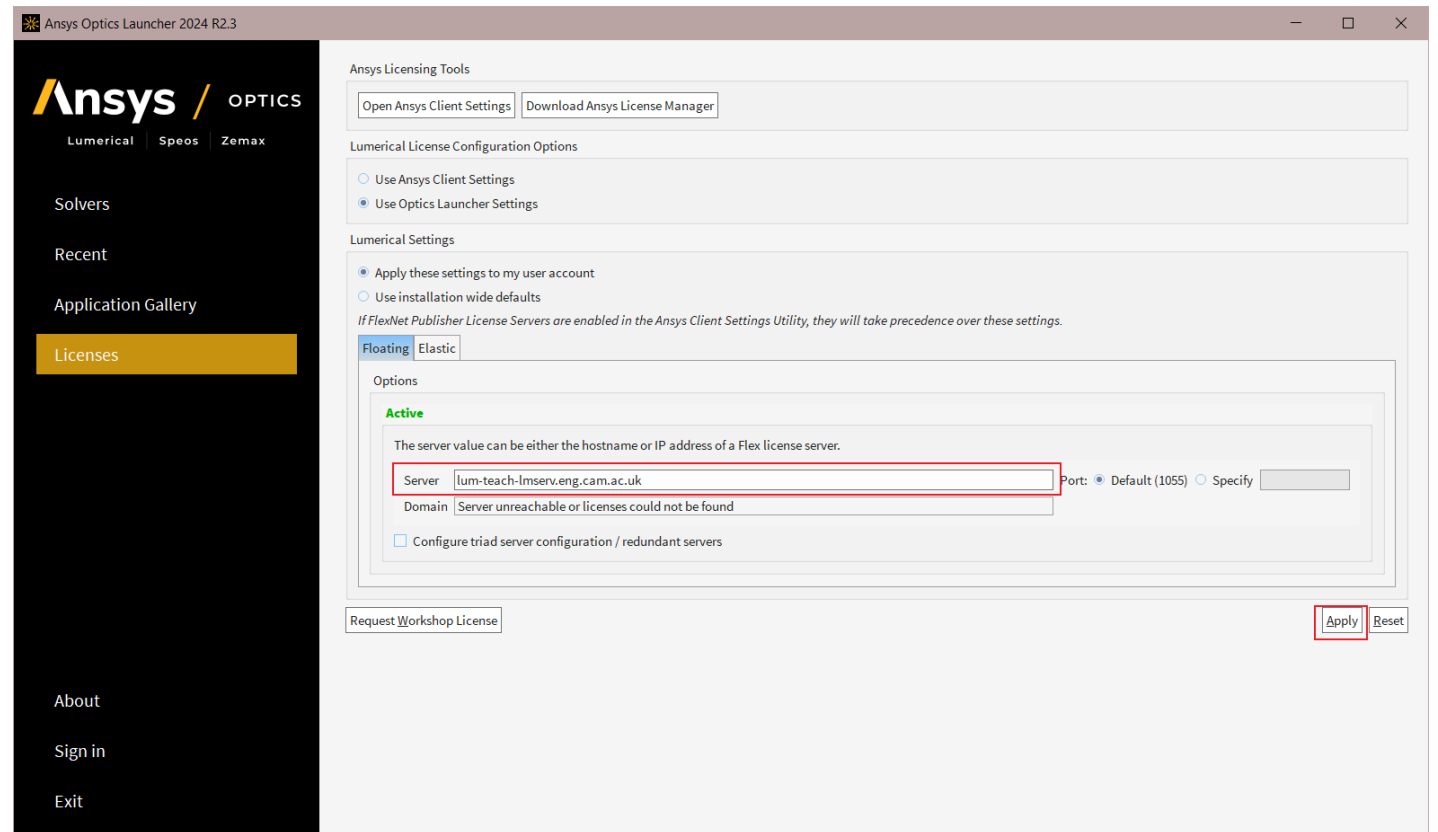 Ansys Optics Launcher 2024 R2.3
Ansys / OPTICS
Lumerical Speos Zemax
Solvers
Recent
Application Gallery
Licenses
About
Sign in
Exit
Ansys Licensing Tools
Open Ansys Client Settings Download Ansys License Manager
Lumerical License Configuration Options
Use Ansys Client Settings
Use Optics Launcher Settings
Lumerical Settings
Apply these settings to my user account
Use installation wide defaults
If FlexNet Publisher License Servers are enabled in the Ansys Client Settings Utility, they will take precedence over these settings.
Floating Elastic
Options
Active
The server value can be either the hostname or IP address of a Flex license server.
Server lum-teach-lmserv.eng.cam.ac.uk Port: Default (1055) Specify
Domain Server unreachable or licenses could not be found
Configure triad server configuration / redundant servers
Request Workshop License Apply Reset